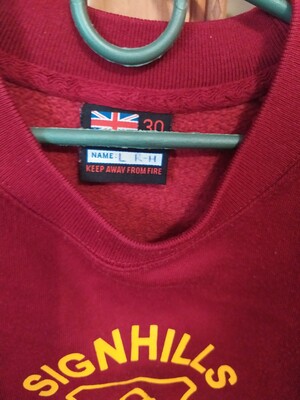 30
NAME: L R-H
KEEP AWAY FROM FIRE
SIGNHILLS